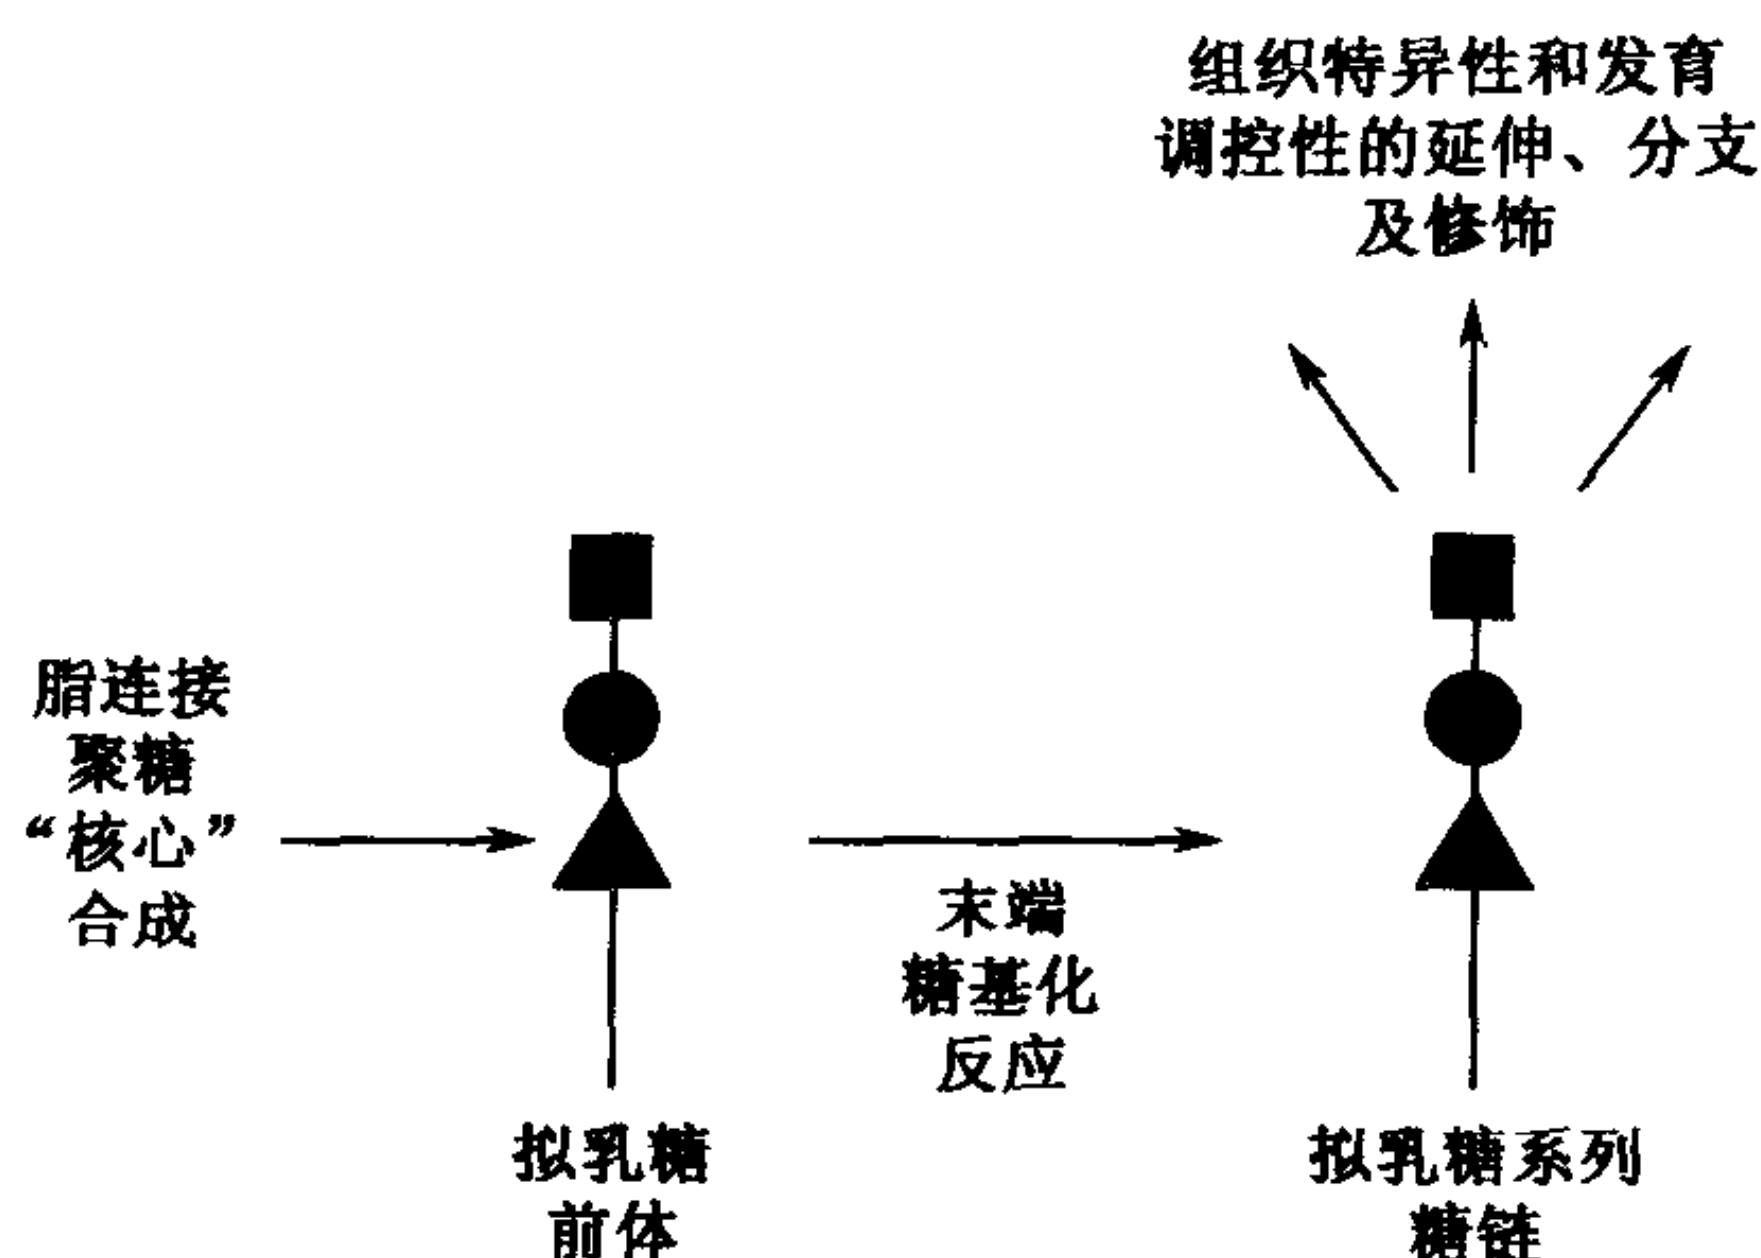 组织特异性和发育
调控性的延伸、分支
及修饰
脂连接
聚糖
“核心”
合成
末端
糖基化
反应
拟乳糖
前体
拟乳糖系列
糖链